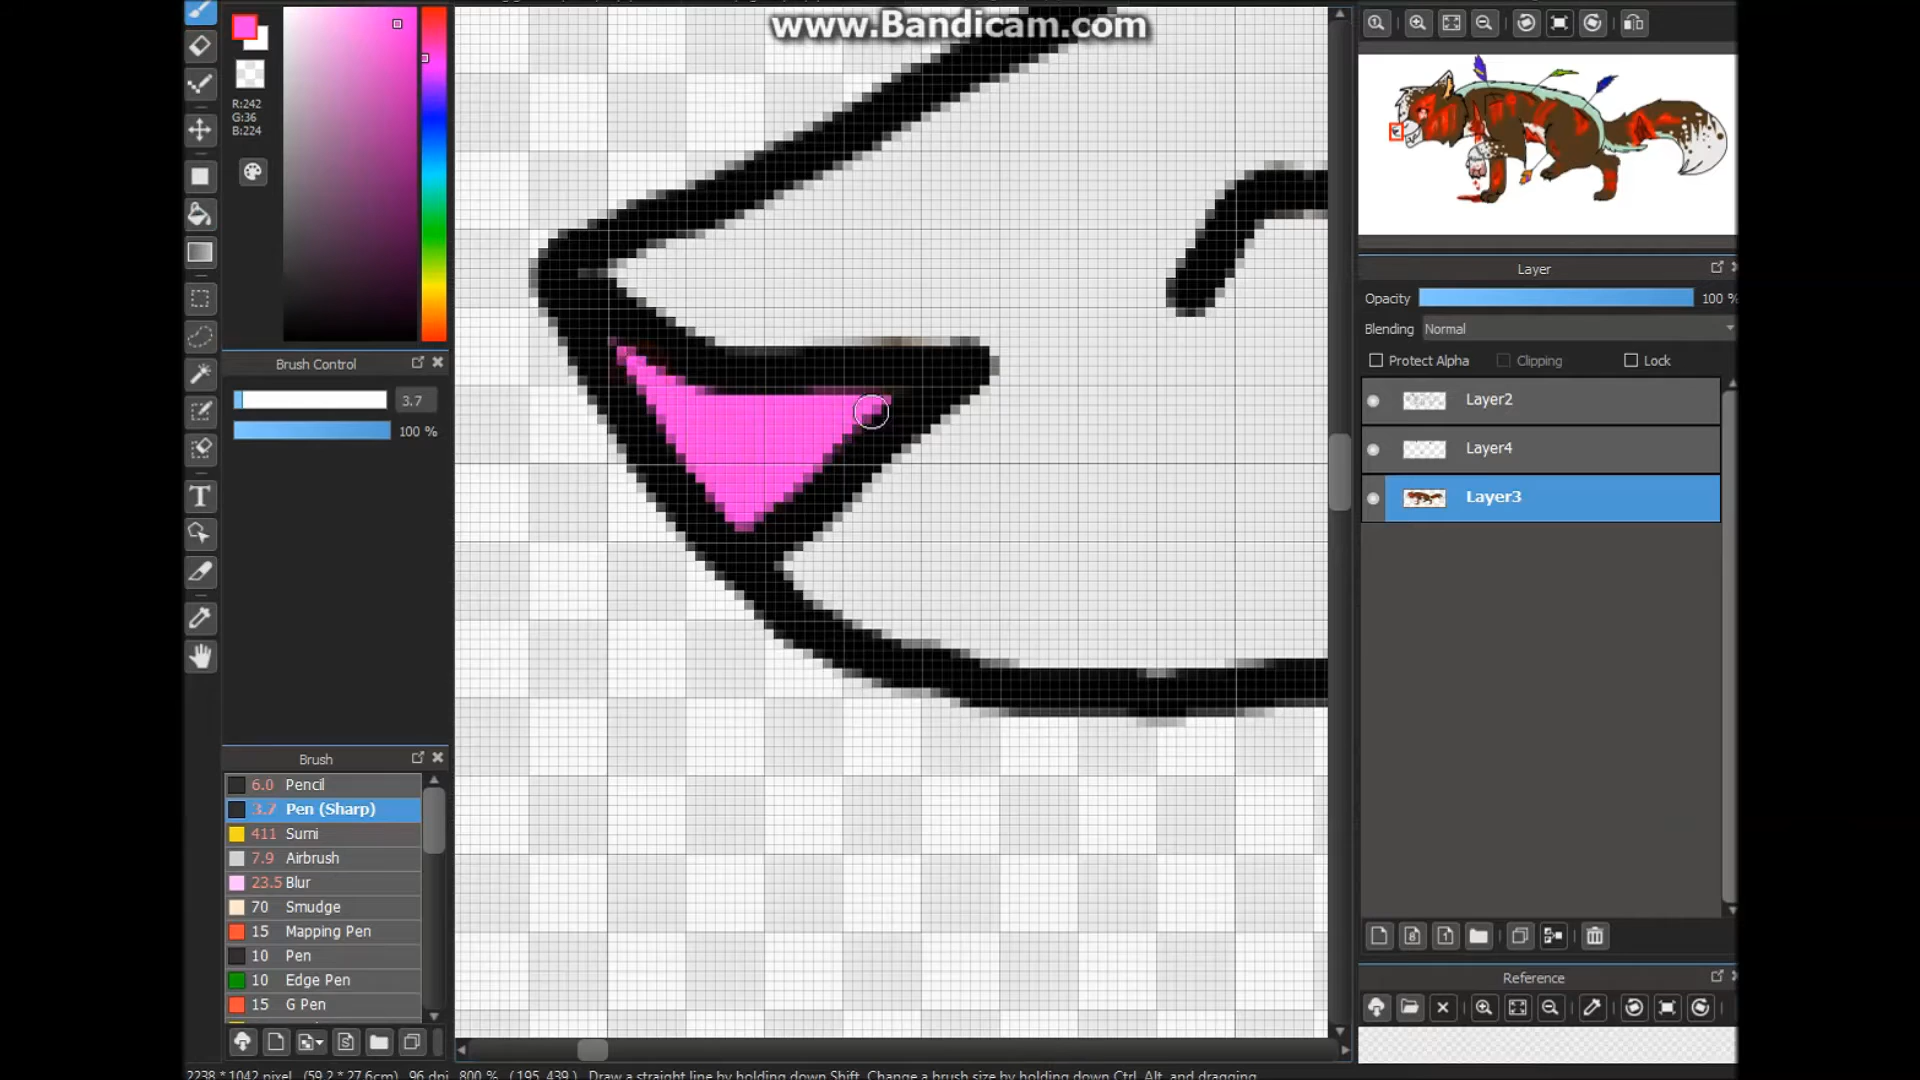 www.Bandicam.com
R:242
G:36
B:224
Brush Control
3.7
100 %
Brush
6.0 Pencil
3.7 Pen (Sharp)
411 Sumi
7.9 Airbrush
23.5 Blur
70 Smudge
15 Mapping Pen
10 Pen
10 Edge Pen
15 G Pen
Layer
Opacity 100 %
Blending Normal
Protect Alpha Clipping Lock
Layer2
Layer4
Layer3
Reference
2238 * 1042 pixel (59.2 * 27.6cm) 96 dpi 800 % ( 195, 439 ) Draw a straight line by holding down Shift, Change a brush size by holding down Ctrl, Alt, and dragging